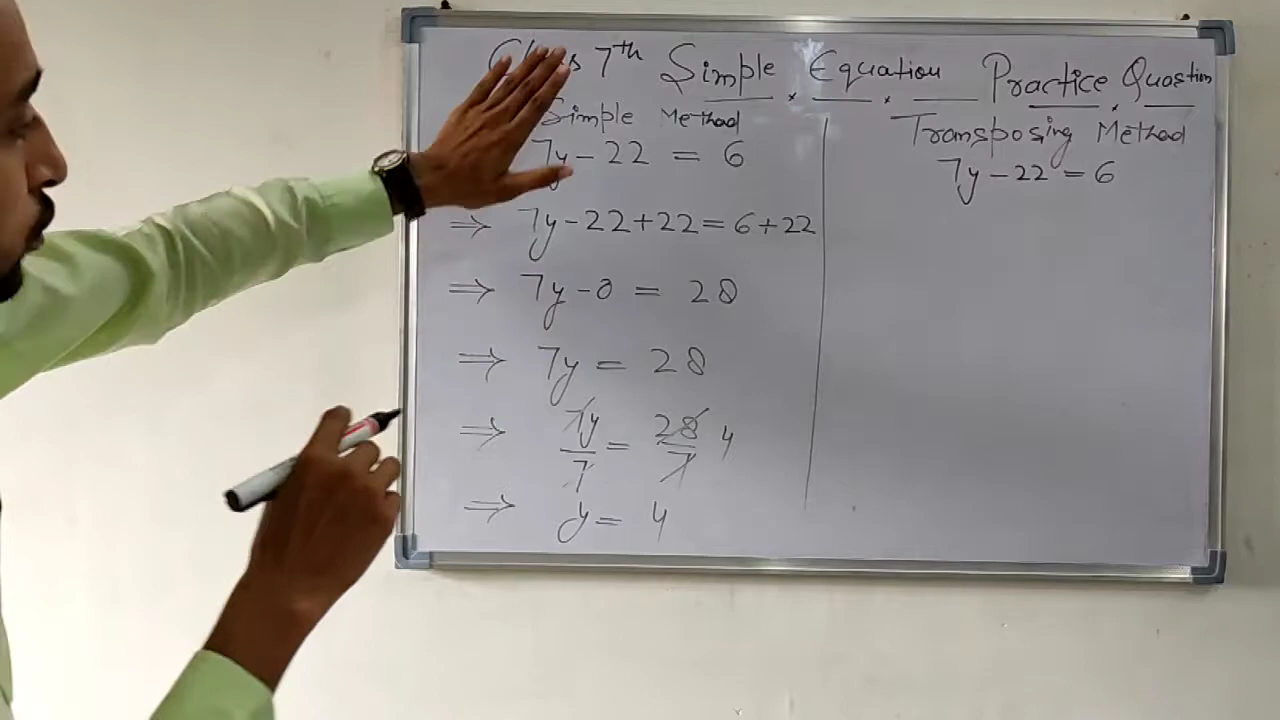 Class 7th Simple Equation Practice Question
Simple Method
7y - 22 = 6
⇒ 7y - 22 + 22 = 6 + 22
⇒ 7y - 0 = 28
⇒ 7y = 28
⇒ 7y/7 = 28/7 4
⇒ y = 4
Transposing Method
7y - 22 = 6